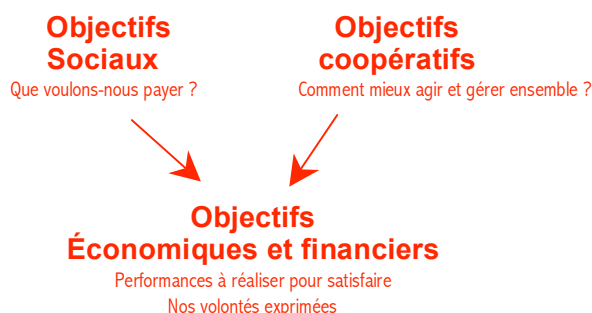 Objectifs
Sociaux
Que voulons-nous payer ?
Objectifs
coopératifs
Comment mieux agir et gérer ensemble ?
Objectifs
Économiques et financiers
Performances à réaliser pour satisfaire
Nos volontés exprimées